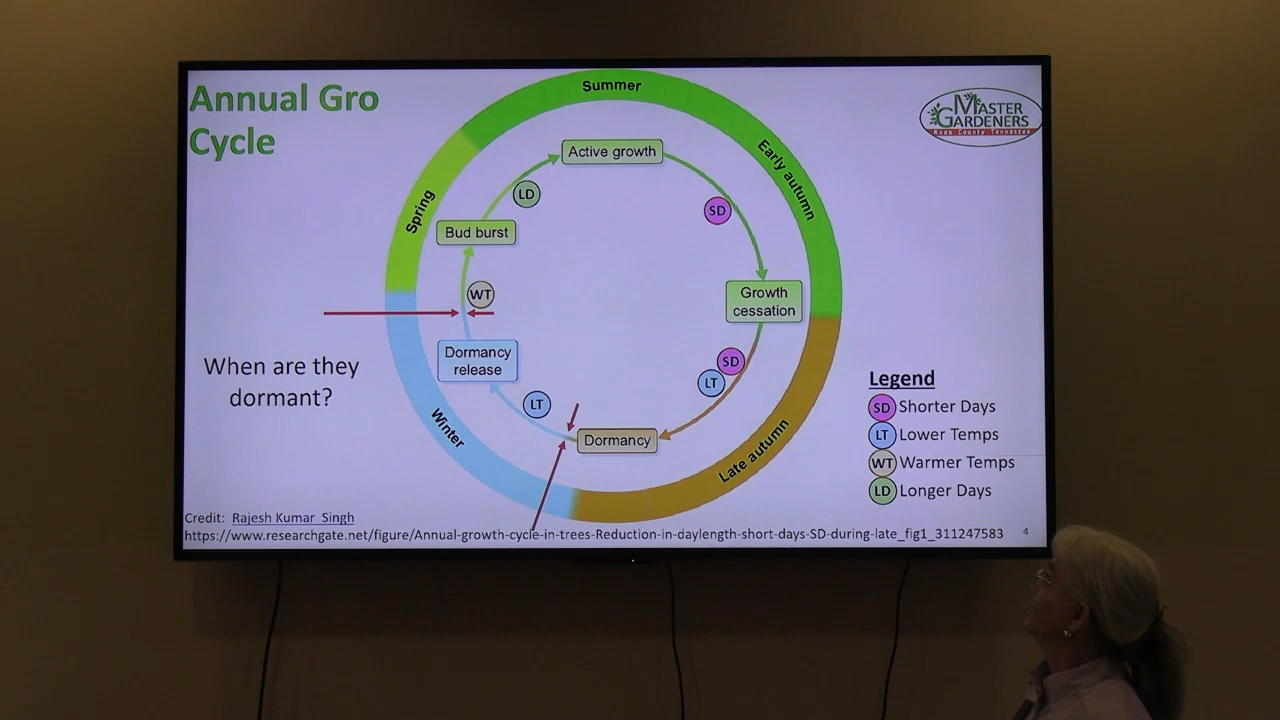 Annual Gro
Cycle
MASTER
GARDENERS
Knox County Tennessee
Summer
Early autumn
Late autumn
Winter
Spring
Active growth
SD
Growth
cessation
SD
LT
Dormancy
LT
Dormancy
release
WT
Bud burst
LD
When are they
dormant?
Legend
SD Shorter Days
LT Lower Temps
WT Warmer Temps
LD Longer Days
Credit: Rajesh Kumar Singh
https://www.researchgate.net/figure/Annual-growth-cycle-in-trees-Reduction-in-daylength-short-days-SD-during-late_fig1_311247583
4